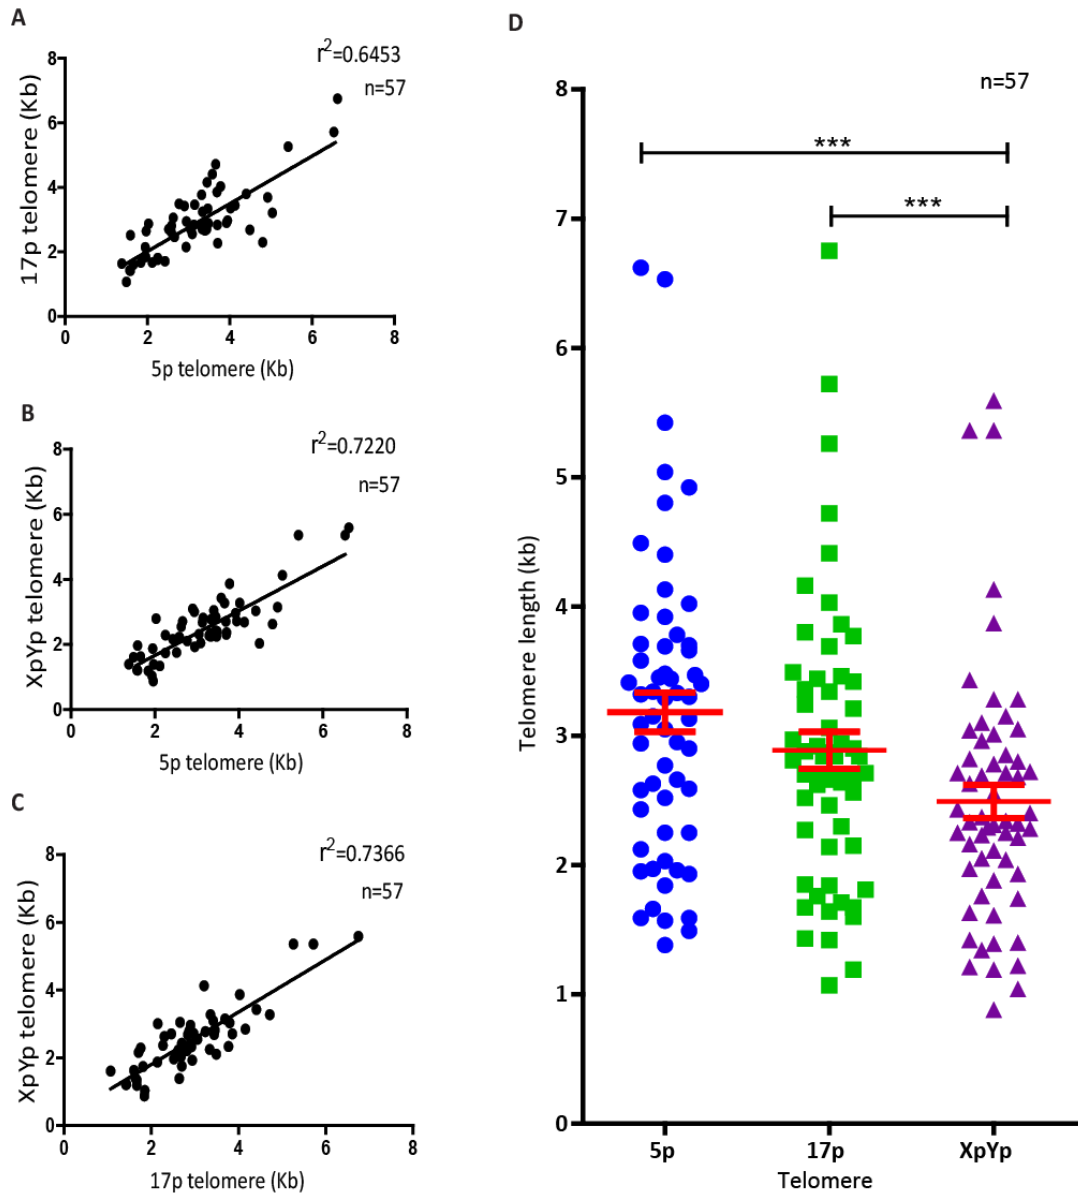 A
r²=0.6453
n=57
17p telomere (Kb)
8
6
4
2
0
0 2 4 6 8
5p telomere (Kb)
B
r²=0.7220
n=57
XpYp telomere (Kb)
8
6
4
2
0
0 2 4 6 8
5p telomere (Kb)
C
r²=0.7366
n=57
XpYp telomere (Kb)
8
6
4
2
0
0 2 4 6 8
17p telomere (Kb)
D
n=57
***
***
Telomere length (kb)
8
7
6
5
4
3
2
1
0
5p 17p XpYp
Telomere